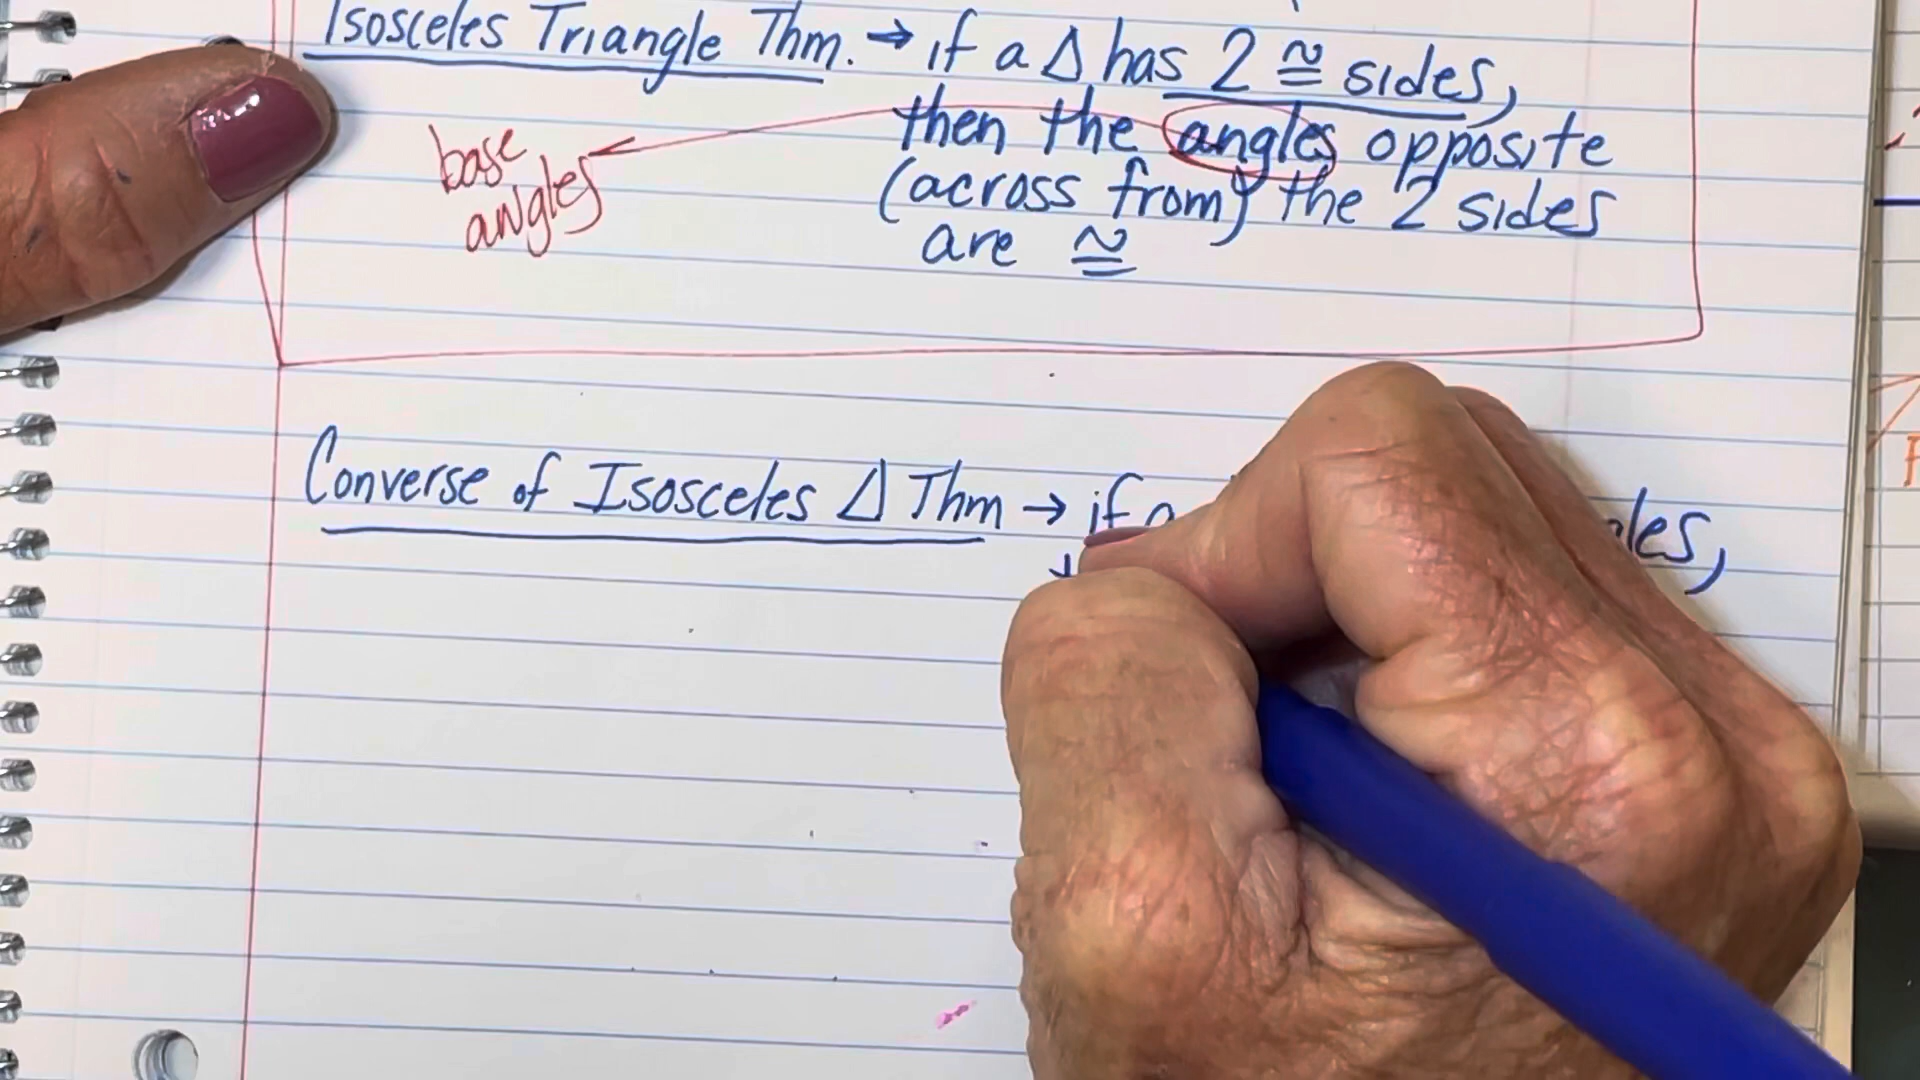 Isosceles Triangle Thm. → if a Δ has 2 ≅ sides,
then the angles opposite
(across from) the 2 sides
are ≅
base
angles
Converse of Isosceles Δ Thm → if a